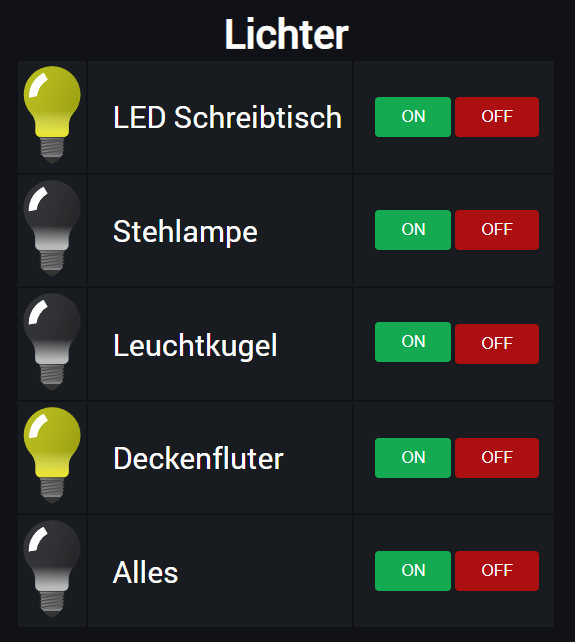 Lichter
LED Schreibtisch ON OFF
Stehlampe ON OFF
Leuchtkugel ON OFF
Deckenfluter ON OFF
Alles ON OFF